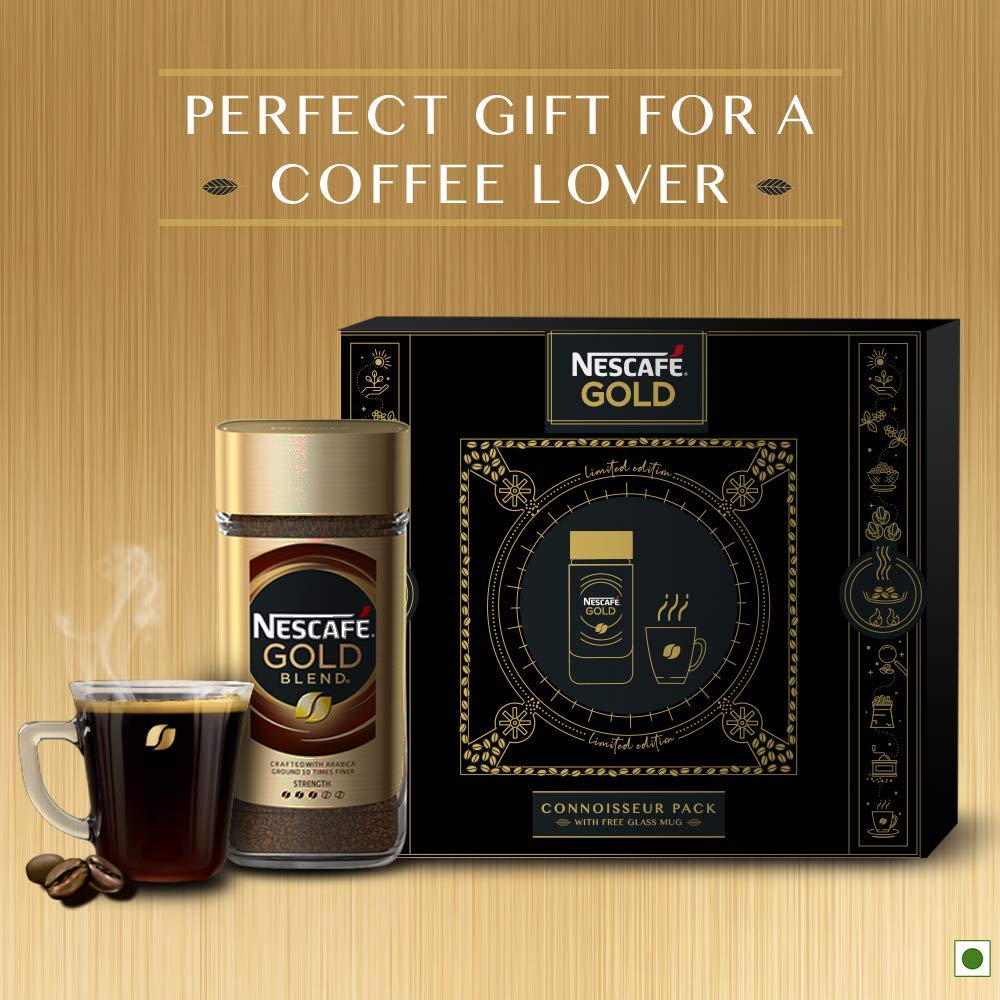 PERFECT GIFT FOR A
COFFEE LOVER
NESCAFÉ®
GOLD
limited edition
NESCAFÉ
GOLD
limited edition
CONNOISSEUR PACK
WITH FREE GLASS MUG
NESCAFÉ®
GOLD
BLEND®
CRAFTED WITH ARABICA
GROUND 10 TIMES FINER
STRENGTH